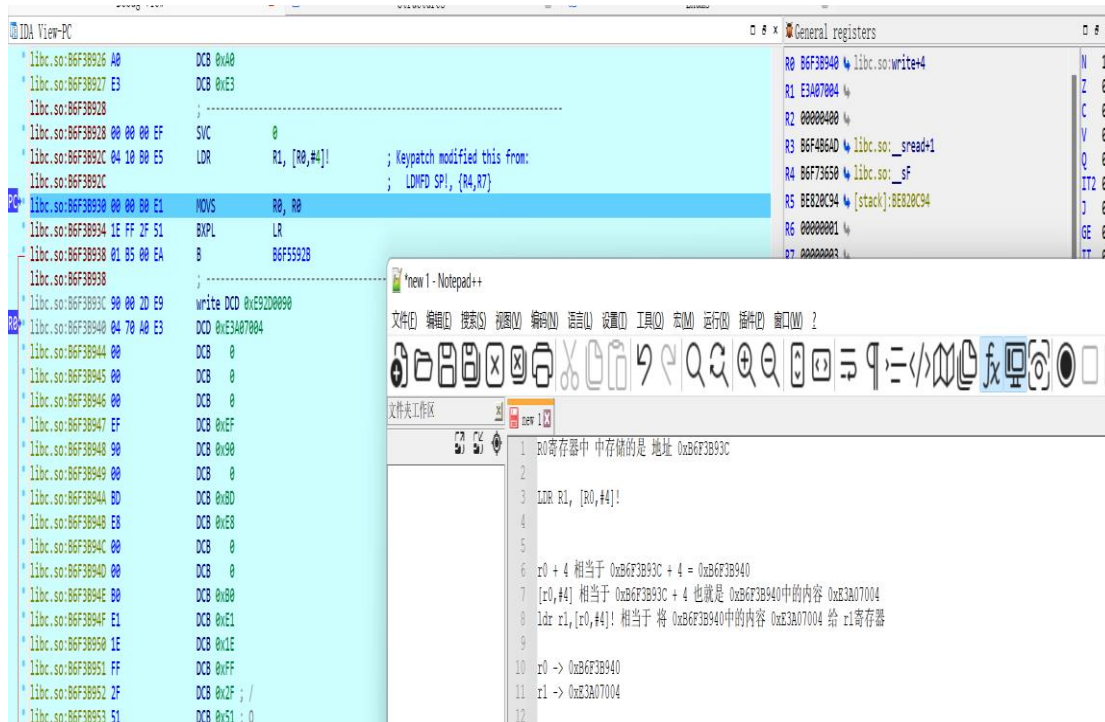 IDA View-PC
General registers
libc.so:B6F3B926 A0 DCB 0xA0
libc.so:B6F3B927 E3 DCB 0xE3
libc.so:B6F3B928 ; ---------------------------------------------------------------------------
libc.so:B6F3B928 00 00 00 EF SVC 0
libc.so:B6F3B92C 04 10 B0 E5 LDR R1, [R0,#4]! ; Keypatch modified this from:
libc.so:B6F3B92C ; LDMFD SP!, {R4,R7}
PC libc.so:B6F3B930 00 00 B0 E1 MOVS R0, R0
libc.so:B6F3B934 1E FF 2F 51 BXPL LR
libc.so:B6F3B938 01 B5 00 EA B B6F5592B
libc.so:B6F3B938 ; ---------------------------------------------------------------------------
libc.so:B6F3B93C 90 00 2D E9 write DCD 0xE92D0090
R0 libc.so:B6F3B940 04 70 A0 E3 DCD 0xE3A07004
libc.so:B6F3B944 00 DCB 0
libc.so:B6F3B945 00 DCB 0
libc.so:B6F3B946 00 DCB 0
libc.so:B6F3B947 EF DCB 0xEF
libc.so:B6F3B948 90 DCB 0x90
libc.so:B6F3B949 00 DCB 0
libc.so:B6F3B94A BD DCB 0xBD
libc.so:B6F3B94B E8 DCB 0xE8
libc.so:B6F3B94C 00 DCB 0
libc.so:B6F3B94D 00 DCB 0
libc.so:B6F3B94E B0 DCB 0xB0
libc.so:B6F3B94F E1 DCB 0xE1
libc.so:B6F3B950 1E DCB 0x1E
libc.so:B6F3B951 FF DCB 0xFF
libc.so:B6F3B952 2F DCB 0x2F ; /
libc.so:B6F3B953 51 DCB 0x51 ; Q
R0 B6F3B940 libc.so:write+4
R1 E3A07004
R2 00000400
R3 B6F4B6AD libc.so:__sread+1
R4 B6F73650 libc.so:__sF
R5 BE820C94 [stack]:BE820C94
R6 00000001
R7 00000003
N 1
Z
C
V
Q
IT2
J
GE
IT
*new 1 - Notepad++
文件(F) 编辑(E) 搜索(S) 视图(V) 编码(N) 语言(L) 设置(T) 工具(O) 宏(M) 运行(R) 插件(P) 窗口(W) ?
文件夹工作区
new 1
1 R0寄存器中 中存储的是 地址 0xB6F3B93C
2
3 LDR R1, [R0,#4]!
4
5
6 r0 + 4 相当于 0xB6F3B93C + 4 = 0xB6F3B940
7 [r0,#4] 相当于 0xB6F3B93C + 4 也就是 0xB6F3B940中的内容 0xE3A07004
8 ldr r1,[r0,#4]! 相当于 将 0xB6F3B940中的内容 0xE3A07004 给 r1寄存器
9
10 r0 -> 0xB6F3B940
11 r1 -> 0xE3A07004
12